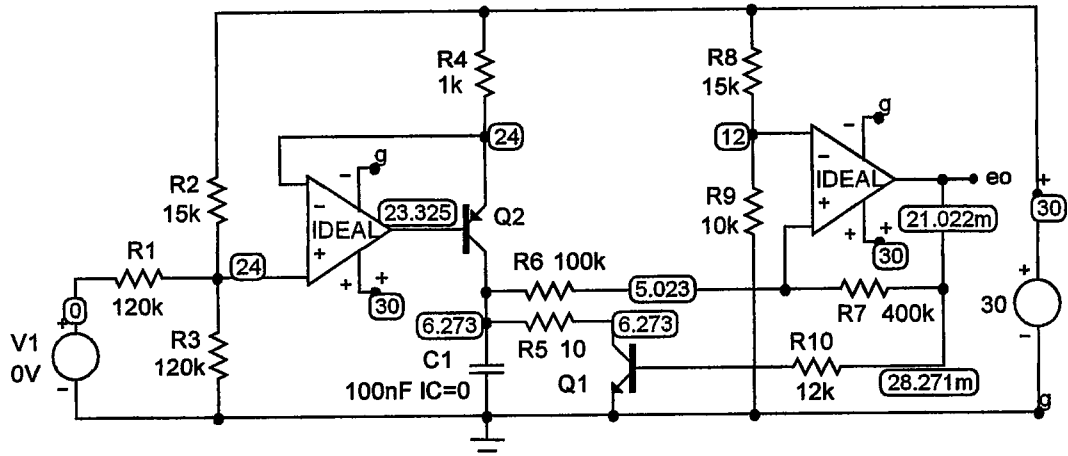 R4
1k
R8
15k
g
g
24
12
R2
15k
IDEAL
23.325
Q2
IDEAL
eo
R9
10k
21.022m
30
R1
120k
24
30
R6 100k
5.023
30
R7 400k
30
0
V1
0V
R3
120k
6.273
R5 10
6.273
R10
12k
C1
100nF IC=0
Q1
28.271m
g